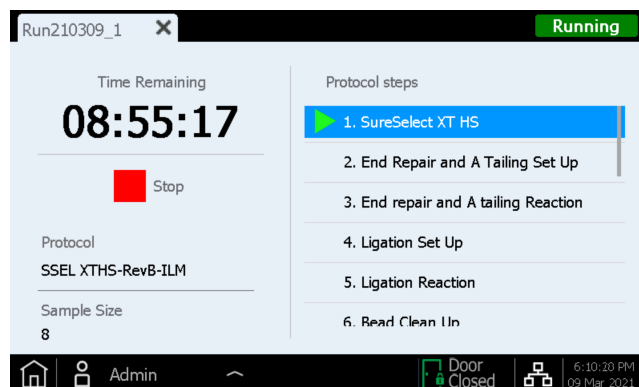 Run210309_1
Running
Time Remaining
08:55:17
Stop
Protocol
SSEL XTHS-RevB-ILM
Sample Size
8
Protocol steps
1. SureSelect XT HS
2. End Repair and A Tailing Set Up
3. End repair and A tailing Reaction
4. Ligation Set Up
5. Ligation Reaction
6. Bead Clean Up
Admin
Door
Closed
6:10:20 PM
09 Mar 2021